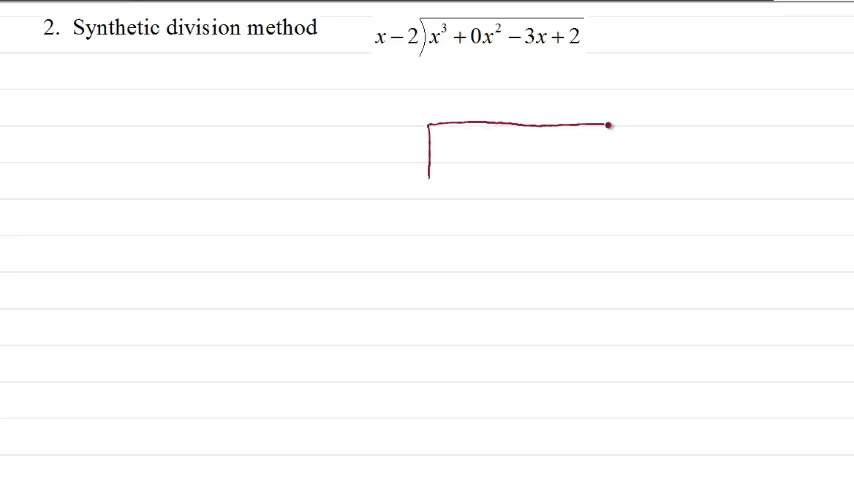 2. Synthetic division method
x − 2)x³ + 0x² − 3x + 2